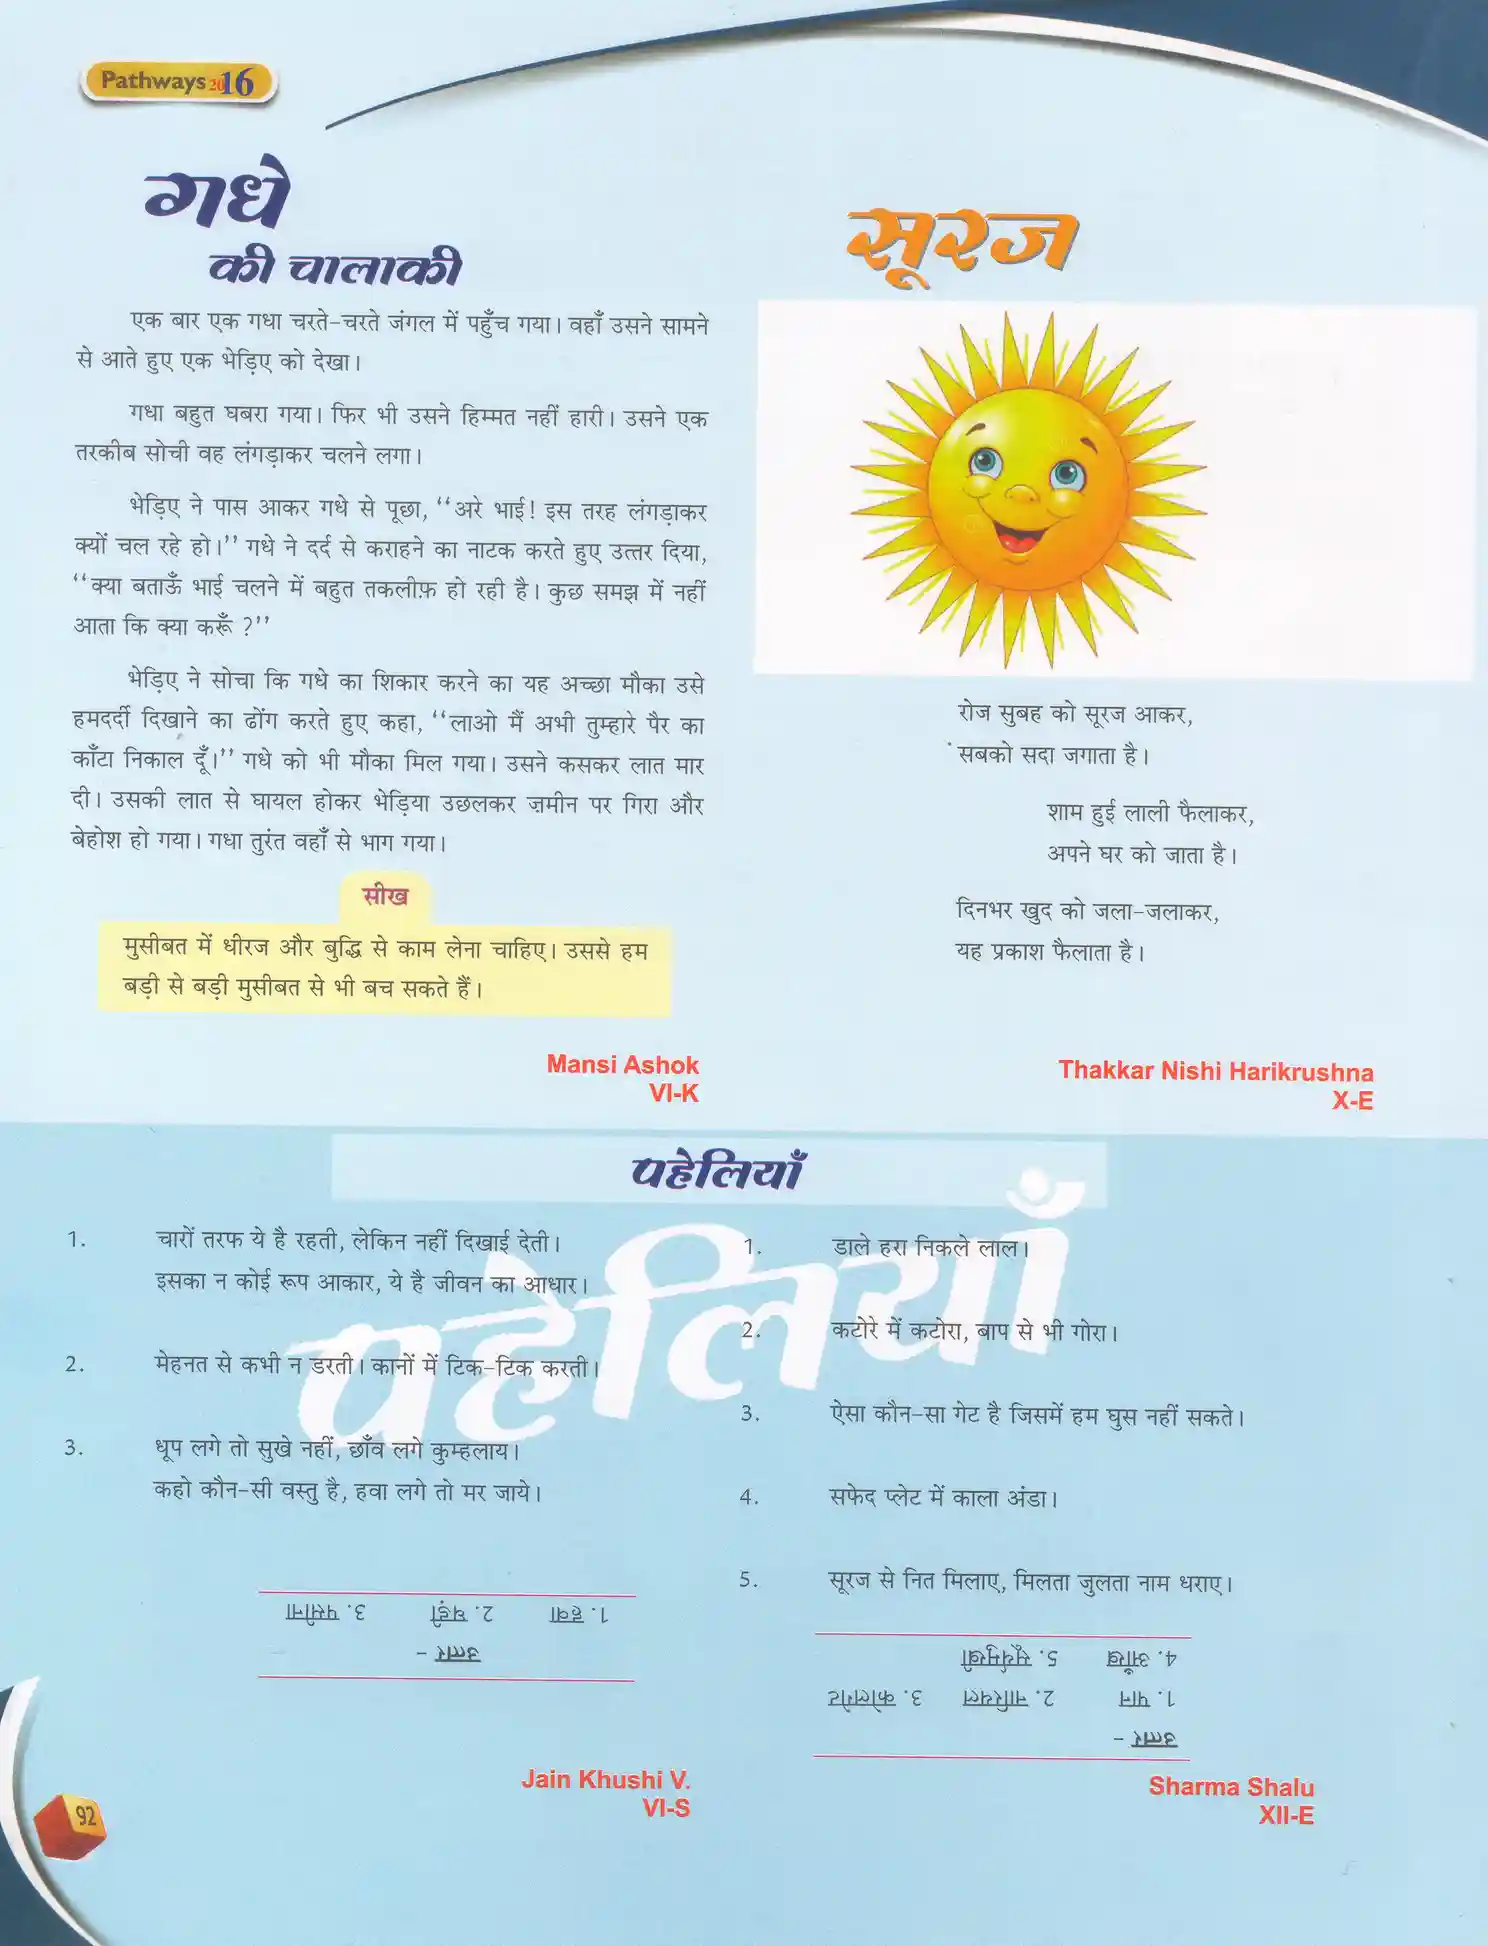 Pathways 2016
गधे
की चालाकी
एक बार एक गधा चरते-चरते जंगल में पहुँच गया। वहाँ उसने सामने
से आते हुए एक भेड़िए को देखा।
गधा बहुत घबरा गया। फिर भी उसने हिम्मत नहीं हारी। उसने एक
तरकीब सोची वह लंगड़ाकर चलने लगा।
भेड़िए ने पास आकर गधे से पूछा, “अरे भाई! इस तरह लंगड़ाकर
क्यों चल रहे हो।” गधे ने दर्द से कराहने का नाटक करते हुए उत्तर दिया,
“क्या बताऊँ भाई चलने में बहुत तकलीफ़ हो रही है। कुछ समझ में नहीं
आता कि क्या करूँ ?”
भेड़िए ने सोचा कि गधे का शिकार करने का यह अच्छा मौका उसे
हमदर्दी दिखाने का ढोंग करते हुए कहा, “लाओ मैं अभी तुम्हारे पैर का
काँटा निकाल दूँ।” गधे को भी मौका मिल गया। उसने कसकर लात मार
दी। उसकी लात से घायल होकर भेड़िया उछलकर ज़मीन पर गिरा और
बेहोश हो गया। गधा तुरंत वहाँ से भाग गया।
सीख
मुसीबत में धीरज और बुद्धि से काम लेना चाहिए। उससे हम
बड़ी से बड़ी मुसीबत से भी बच सकते हैं।
Mansi Ashok
VI-K
सूरज
रोज सुबह को सूरज आकर,
सबको सदा जगाता है।
शाम हुई लाली फैलाकर,
अपने घर को जाता है।
दिनभर खुद को जला-जलाकर,
यह प्रकाश फैलाता है।
Thakkar Nishi Harikrushna
X-E
पहेलियाँ
पहेलियाँ
1. चारों तरफ ये है रहती, लेकिन नहीं दिखाई देती।
इसका न कोई रूप आकार, ये है जीवन का आधार।
2. मेहनत से कभी न डरती। कानों में टिक-टिक करती।
3. धूप लगे तो सुखे नहीं, छाँव लगे कुम्हलाय।
कहो कौन-सी वस्तु है, हवा लगे तो मर जाये।
उत्तर -
1. हवा 2. घड़ी 3. पसीना
Jain Khushi V.
VI-S
1. डाले हरा निकले लाल।
2. कटोरे में कटोरा, बाप से भी गोरा।
3. ऐसा कौन-सा गेट है जिसमें हम घुस नहीं सकते।
4. सफेद प्लेट में काला अंडा।
5. सूरज से नित मिलाए, मिलता जुलता नाम धराए।
उत्तर -
1. पान 2. नारियल 3. कोलगेट
4. आँख 5. सूर्यमुखी
Sharma Shalu
XII-E
92